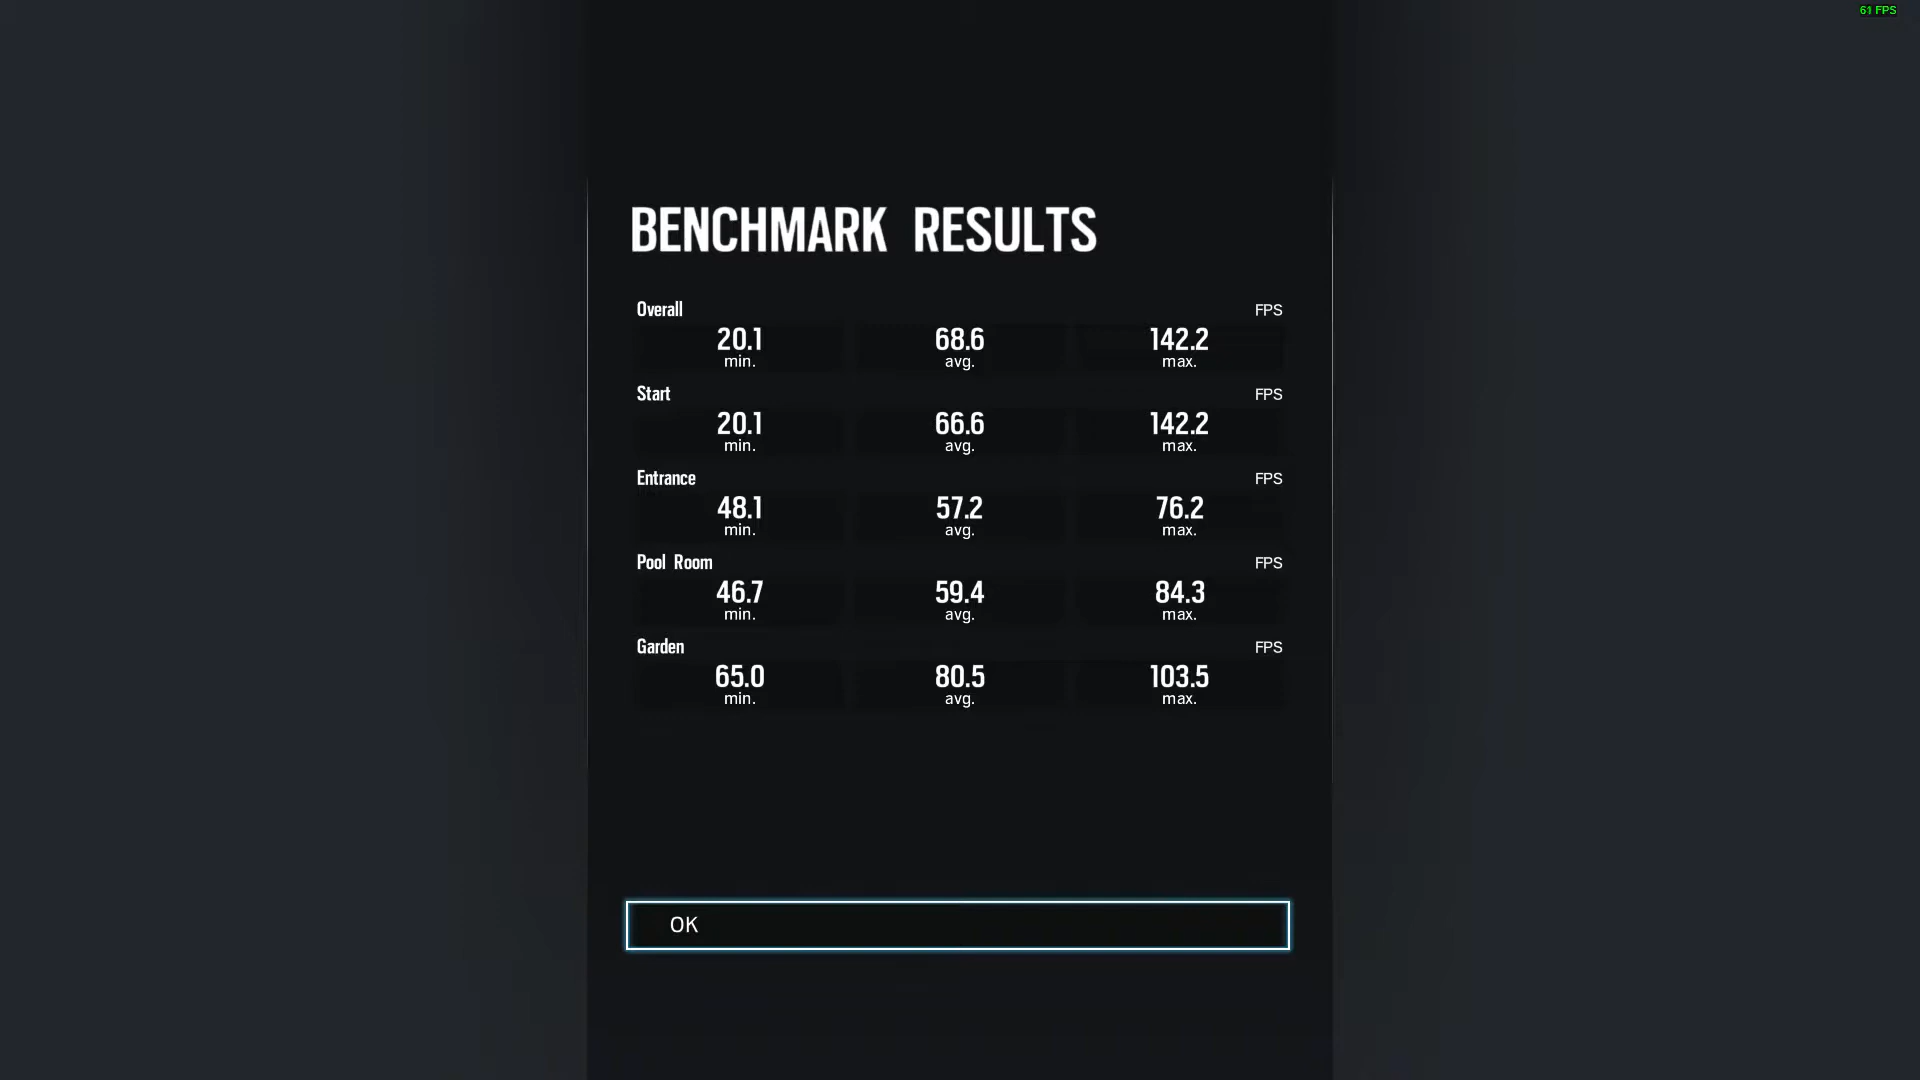 61 FPS
BENCHMARK RESULTS
Overall FPS
20.1 68.6 142.2
min. avg. max.
Start FPS
20.1 66.6 142.2
min. avg. max.
Entrance FPS
48.1 57.2 76.2
min. avg. max.
Pool Room FPS
46.7 59.4 84.3
min. avg. max.
Garden FPS
65.0 80.5 103.5
min. avg. max.
OK